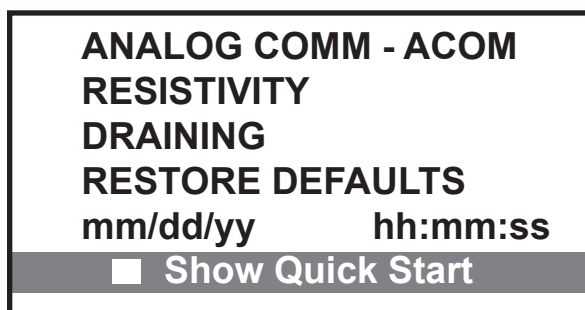 ANALOG COMM - ACOM
RESISTIVITY
DRAINING
RESTORE DEFAULTS
mm/dd/yy hh:mm:ss
Show Quick Start